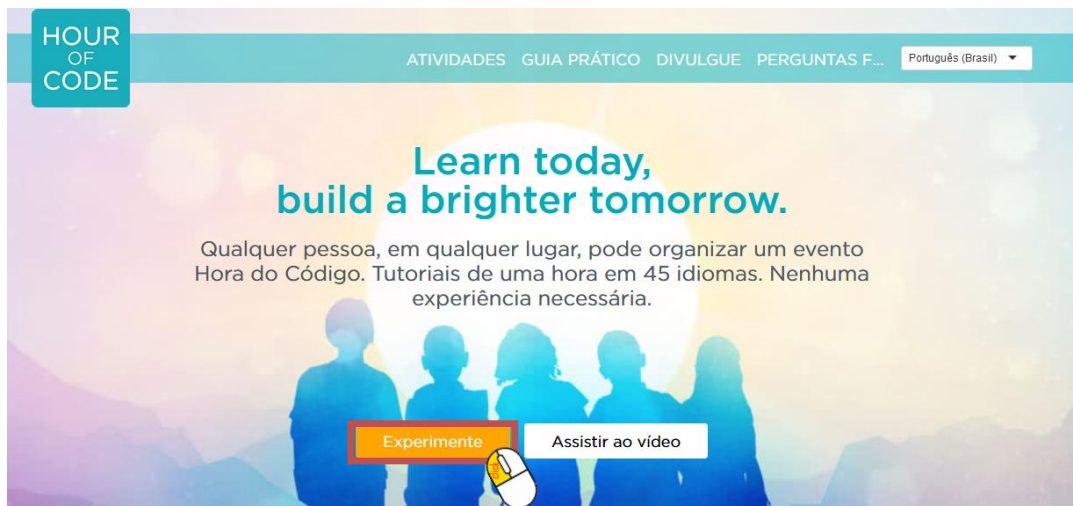 HOUR
OF
CODE
ATIVIDADES GUIA PRÁTICO DIVULGUE PERGUNTAS F... Português (Brasil)
Learn today,
build a brighter tomorrow.
Qualquer pessoa, em qualquer lugar, pode organizar um evento
Hora do Código. Tutoriais de uma hora em 45 idiomas. Nenhuma
experiência necessária.
Experimente Assistir ao vídeo
click